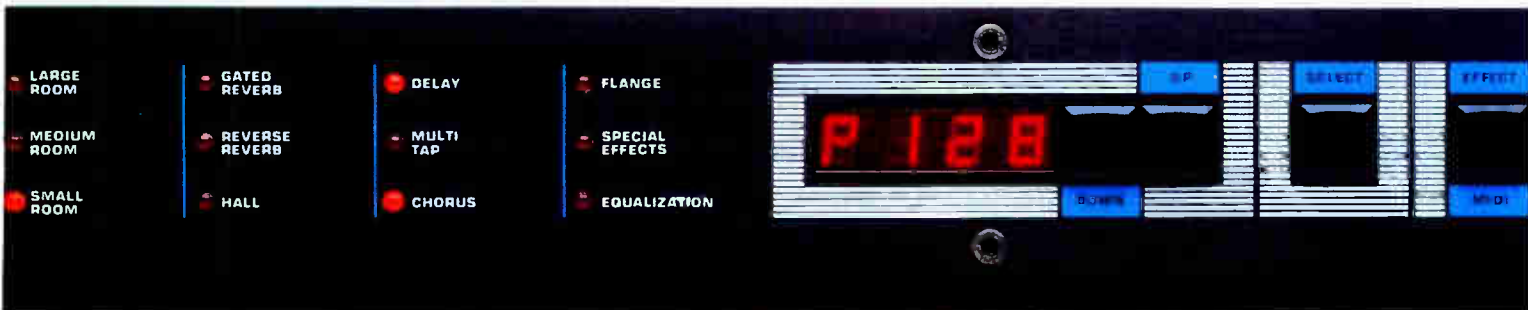 LARGE
ROOM
MEDIUM
ROOM
SMALL
ROOM
GATED
REVERB
REVERSE
REVERB
HALL
DELAY
MULTI
TAP
CHORUS
FLANGE
SPECIAL
EFFECTS
EQUALIZATION
P 128
UP
DOWN
SELECT
EFFECT
MIDI